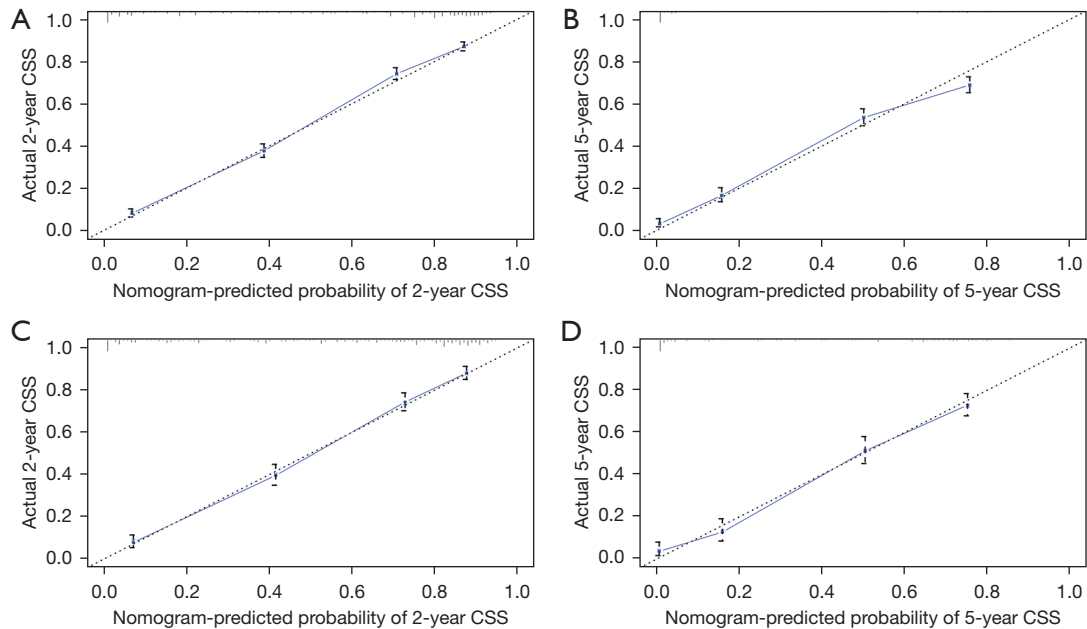 A
1.0
0.8
0.6
0.4
0.2
0.0
Actual 2-year CSS
0.0 0.2 0.4 0.6 0.8 1.0
Nomogram-predicted probability of 2-year CSS
B
1.0
0.8
0.6
0.4
0.2
0.0
Actual 5-year CSS
0.0 0.2 0.4 0.6 0.8 1.0
Nomogram-predicted probability of 5-year CSS
C
1.0
0.8
0.6
0.4
0.2
0.0
Actual 2-year CSS
0.0 0.2 0.4 0.6 0.8 1.0
Nomogram-predicted probability of 2-year CSS
D
1.0
0.8
0.6
0.4
0.2
0.0
Actual 5-year CSS
0.0 0.2 0.4 0.6 0.8 1.0
Nomogram-predicted probability of 5-year CSS